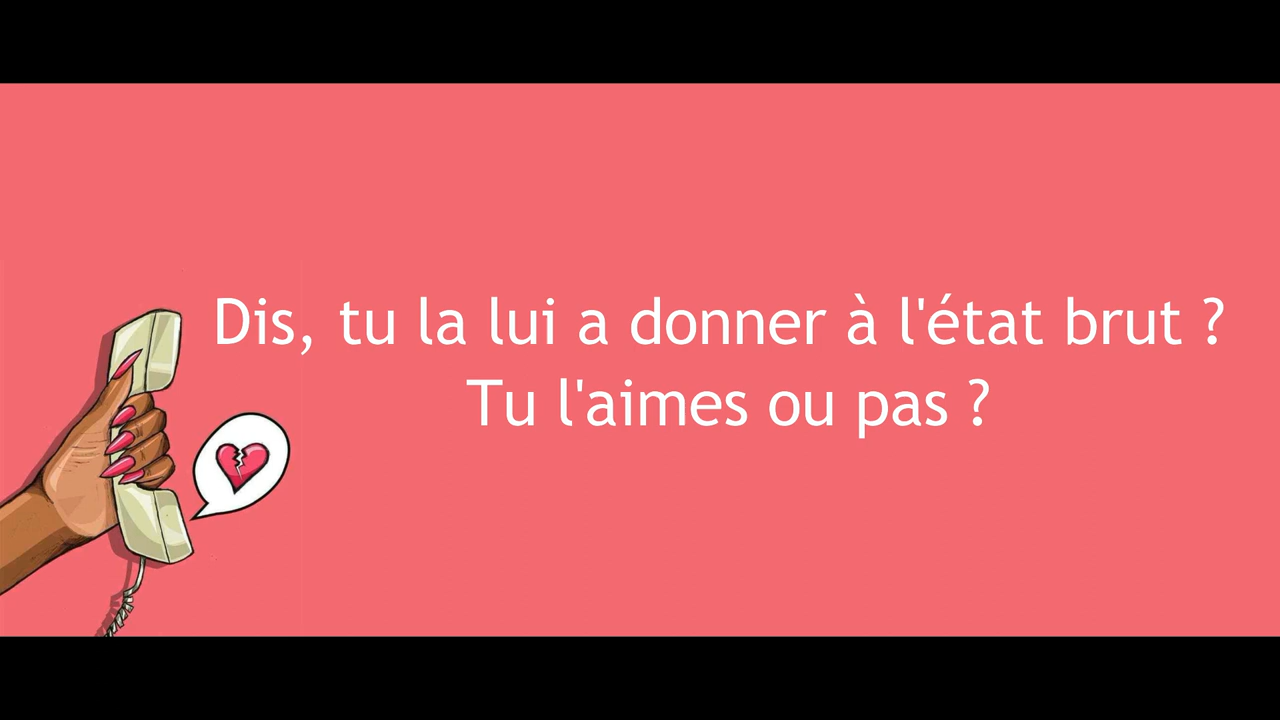 Dis, tu la lui a donner à l'état brut ?
Tu l'aimes ou pas ?